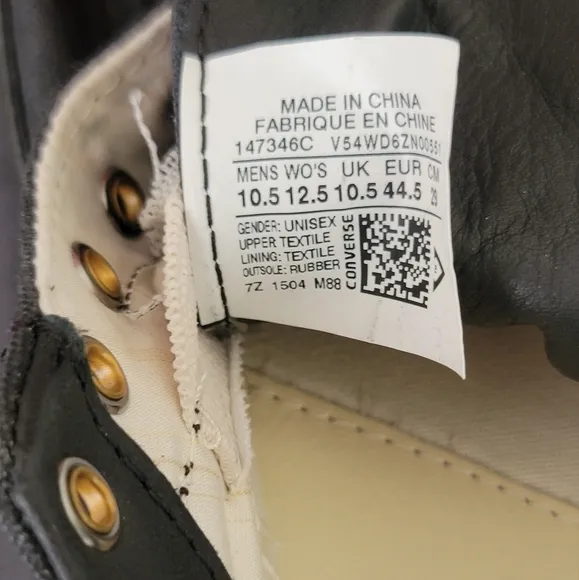 MADE IN CHINA
FABRIQUE EN CHINE
147346C V54WD6ZN00551
MENS WO'S UK EUR CM
10.5 12.5 10.5 44.5 29
GENDER: UNISEX
UPPER TEXTILE
LINING: TEXTILE
OUTSOLE: RUBBER
7Z 1504 M88
CONVERSE